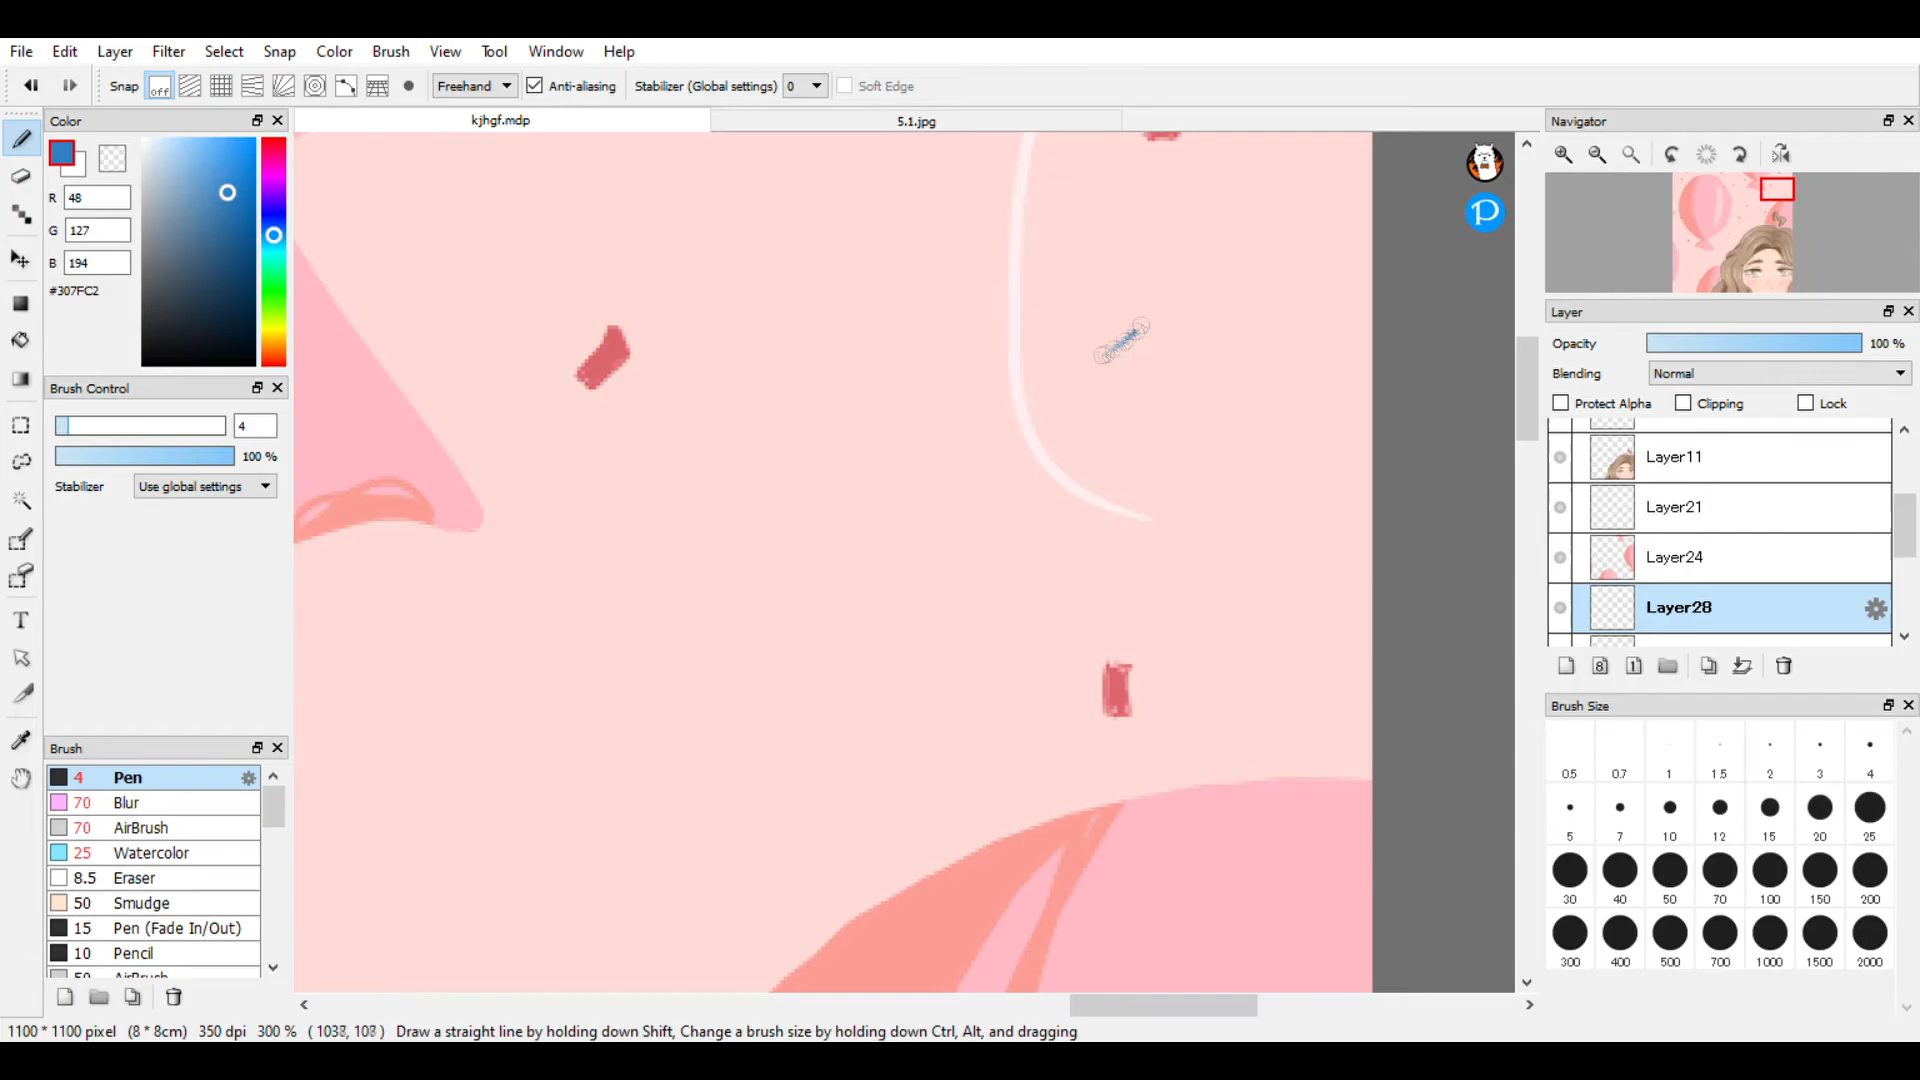 File Edit Layer Filter Select Snap Color Brush View Tool Window Help
Snap off Freehand Anti-aliasing Stabilizer (Global settings) 0 Soft Edge
Color
kjhgf.mdp
5.1.jpg
R 48
G 127
B 194
#307FC2
Brush Control
4
100 %
Stabilizer Use global settings
Brush
4 Pen
70 Blur
70 AirBrush
25 Watercolor
8.5 Eraser
50 Smudge
15 Pen (Fade In/Out)
10 Pencil
50 AirBrush
P
Navigator
Layer
Opacity 100 %
Blending Normal
Protect Alpha Clipping Lock
Layer11
Layer21
Layer24
Layer28
8 1
Brush Size
0.5 0.7 1 1.5 2 3 4
5 7 10 12 15 20 25
30 40 50 70 100 150 200
300 400 500 700 1000 1500 2000
T
1100 * 1100 pixel (8 * 8cm) 350 dpi 300 % Draw a straight line by holding down Shift, Change a brush size by holding down Ctrl, Alt, and dragging